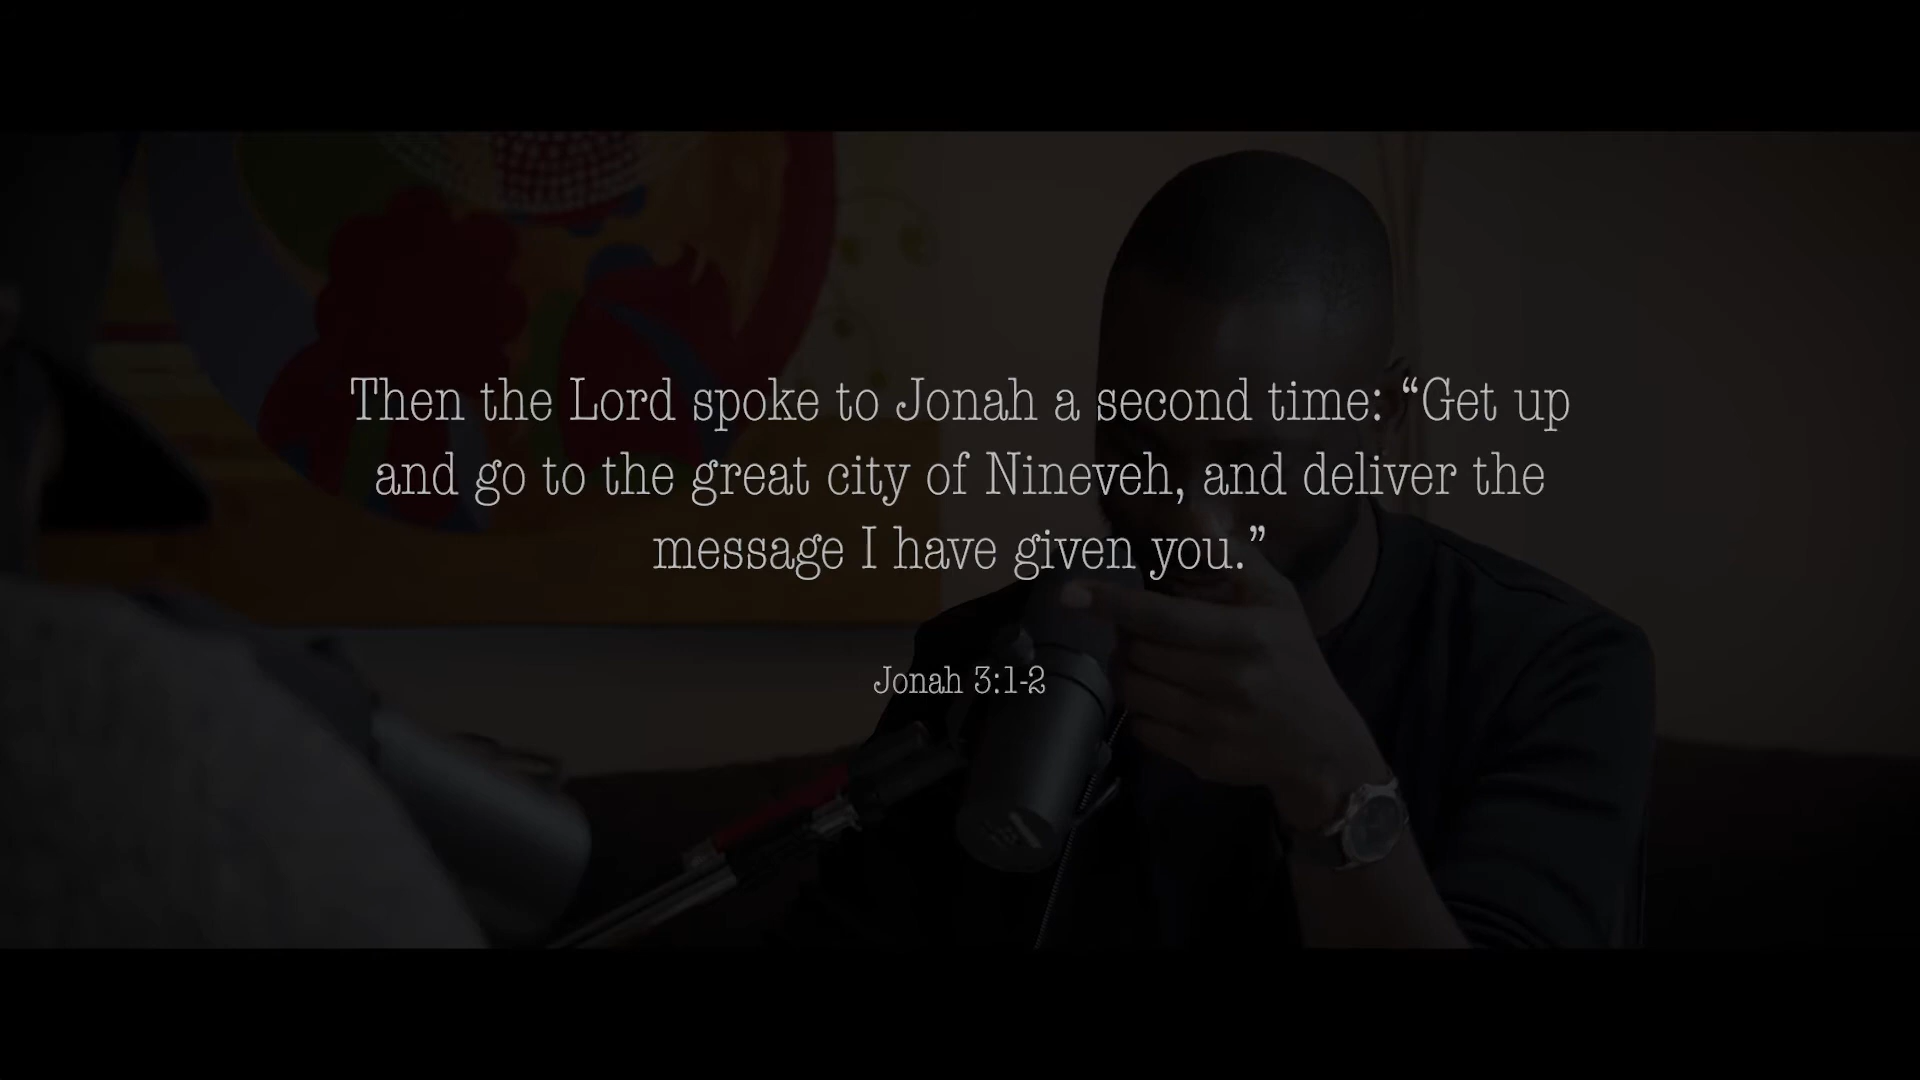 Then the Lord spoke to Jonah a second time: “Get up
and go to the great city of Nineveh, and deliver the
message I have given you.”
Jonah 3:1-2